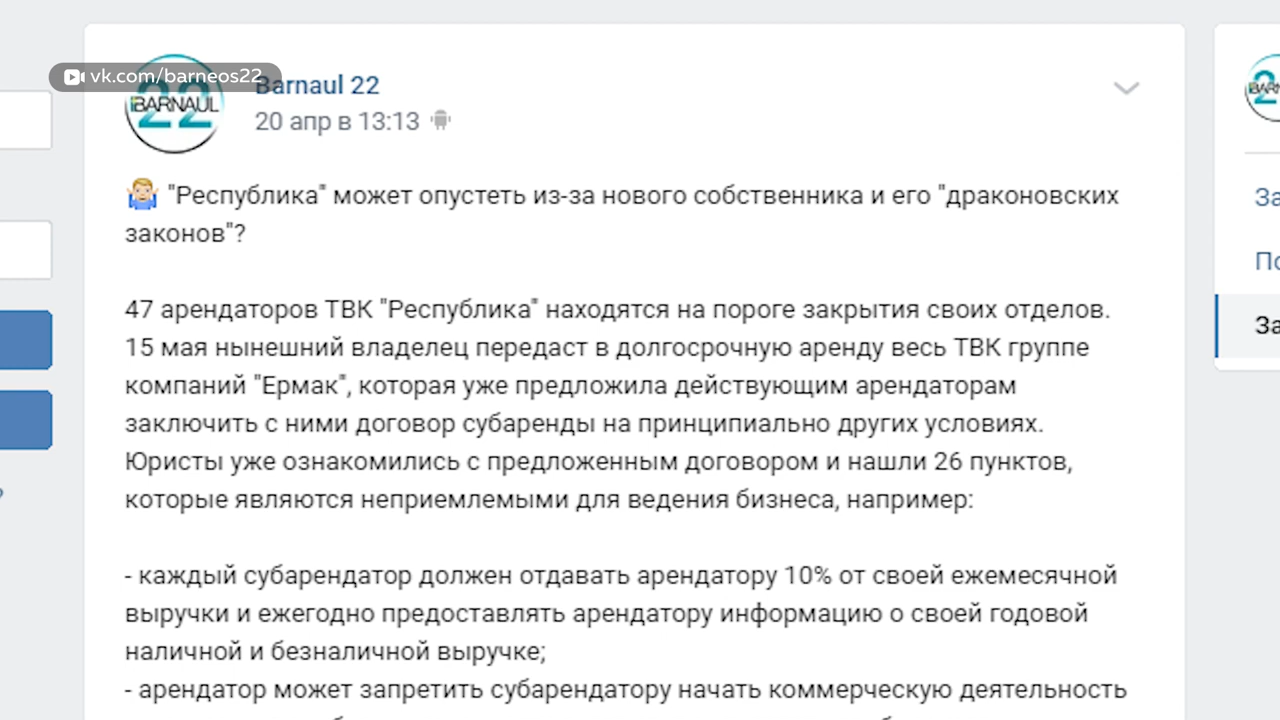 vk.com/barneos22
22
BARNAUL
Barnaul 22
20 апр в 13:13
"Республика" может опустеть из-за нового собственника и его "драконовских
законов"?
47 арендаторов ТВК "Республика" находятся на пороге закрытия своих отделов.
15 мая нынешний владелец передаст в долгосрочную аренду весь ТВК группе
компаний "Ермак", которая уже предложила действующим арендаторам
заключить с ними договор субаренды на принципиально других условиях.
Юристы уже ознакомились с предложенным договором и нашли 26 пунктов,
которые являются неприемлемыми для ведения бизнеса, например:
- каждый субарендатор должен отдавать арендатору 10% от своей ежемесячной
выручки и ежегодно предоставлять арендатору информацию о своей годовой
наличной и безналичной выручке;
- арендатор может запретить субарендатору начать коммерческую деятельность
За
По
За